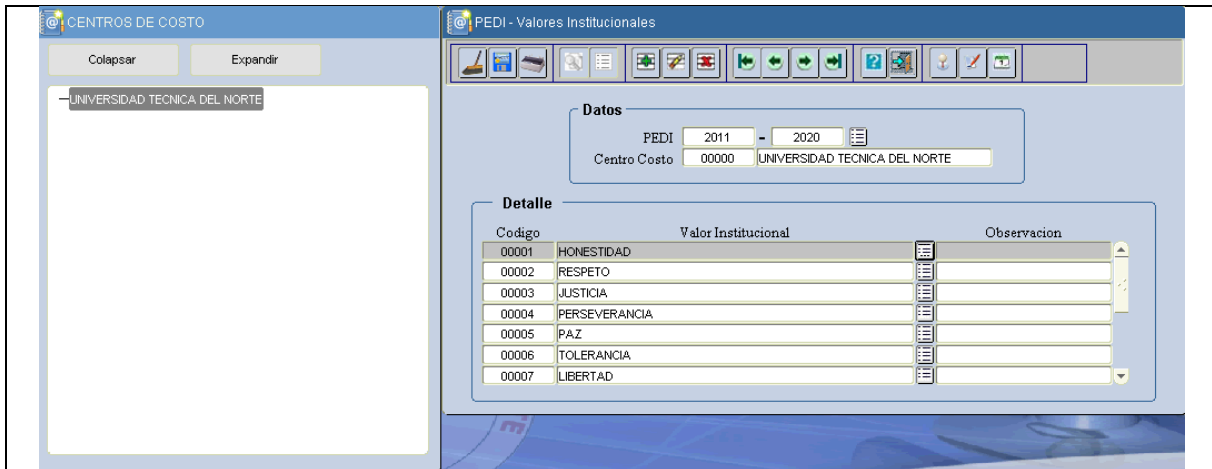 CENTROS DE COSTO
Colapsar Expandir
UNIVERSIDAD TECNICA DEL NORTE
PEDI - Valores Institucionales
Datos
PEDI 2011 - 2020
Centro Costo 00000 UNIVERSIDAD TECNICA DEL NORTE
Detalle
Codigo Valor Institucional Observacion
00001 HONESTIDAD
00002 RESPETO
00003 JUSTICIA
00004 PERSEVERANCIA
00005 PAZ
00006 TOLERANCIA
00007 LIBERTAD